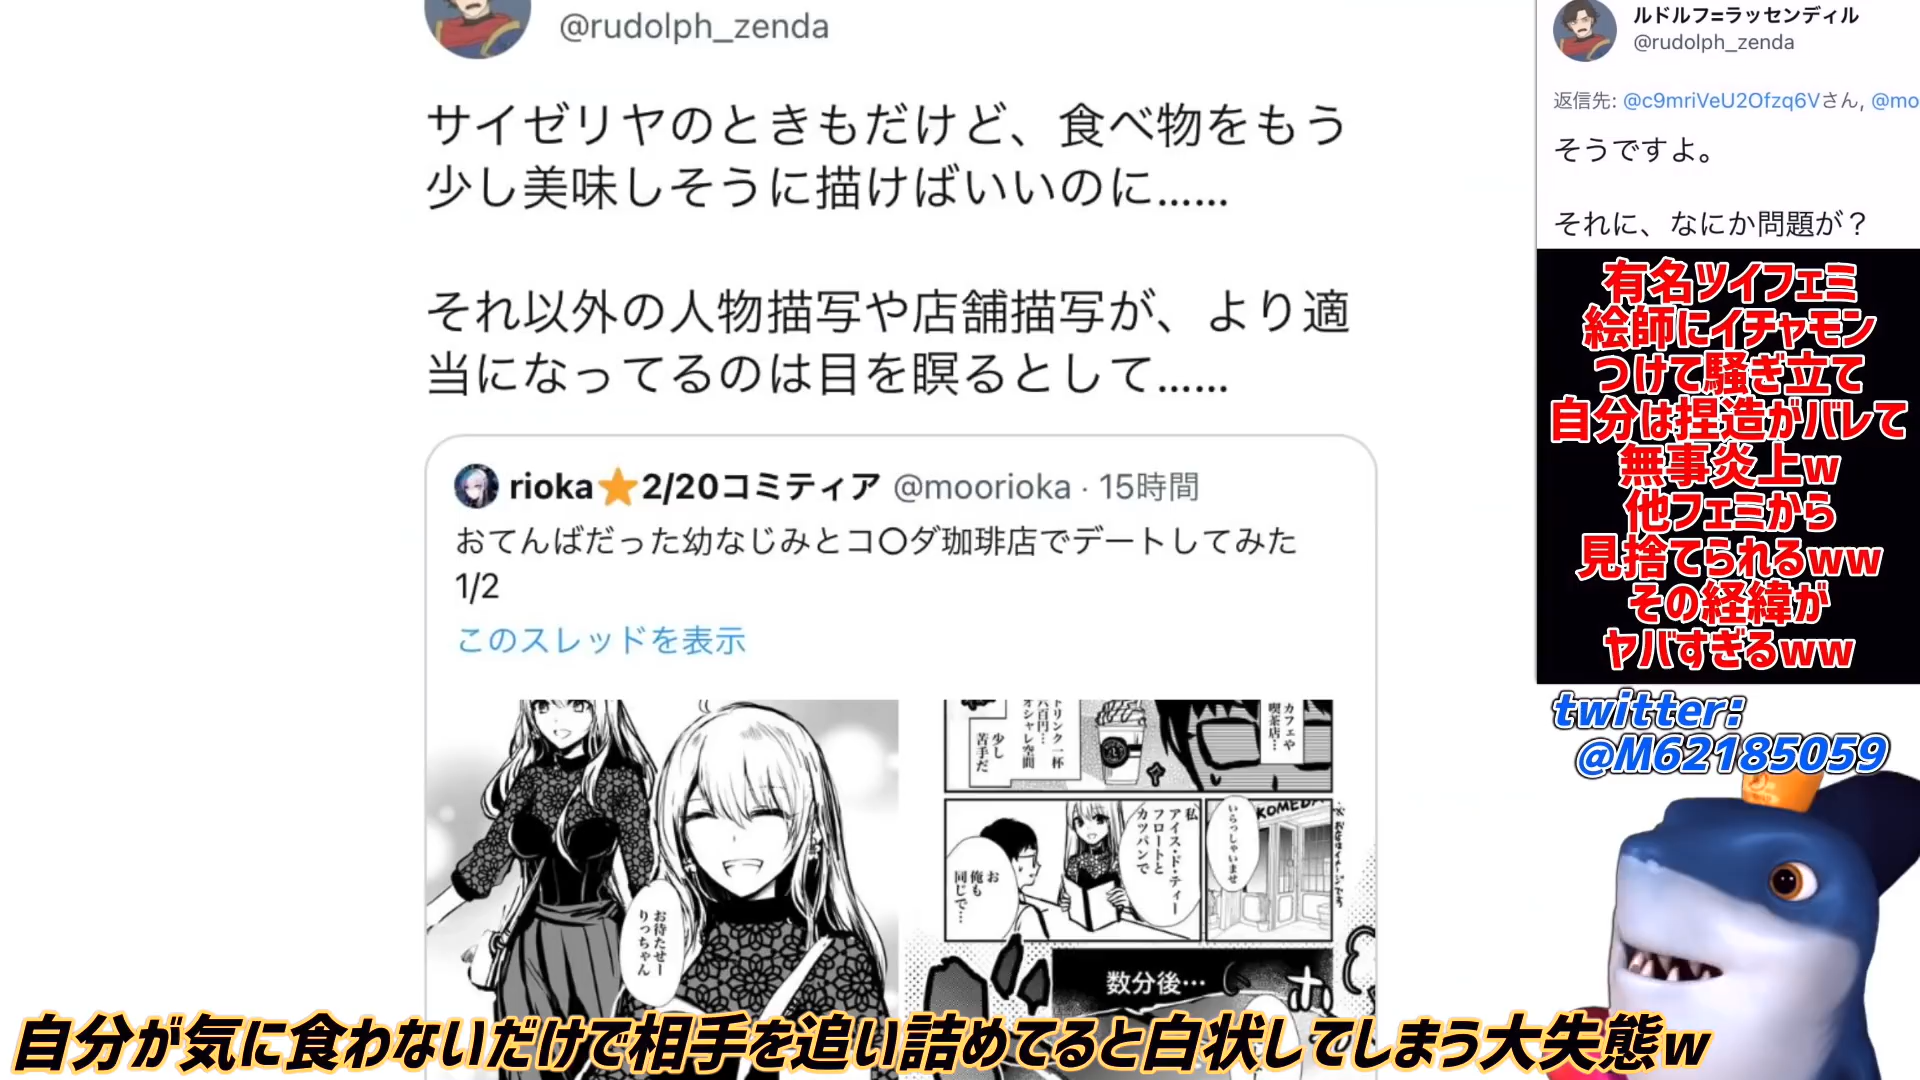 @rudolph_zenda
サイゼリヤのときもだけど、食べ物をもう
少し美味しそうに描けばいいのに……
それ以外の人物描写や店舗描写が、より適
当になってるのは目を瞑るとして……
rioka⭐2/20コミティア @moorioka · 15時間
おてんばだった幼なじみとコ〇ダ珈琲店でデートしてみた
1/2
このスレッドを表示
お待たせー
りっちゃん
カフェや
喫茶店…
ドリンク一杯
六百円…
オシャレ空間
少し
苦手だ
KOMEDA
いらっしゃいませ
私
アイス・ド・ティー
フロートと
カツパンで
お
俺も
同じで…
数分後…
ホ
ルドルフ=ラッセンディル
@rudolph_zenda
返信先: @c9mriVeU2Ofzq6Vさん, @mo
そうですよ。
それに、なにか問題が？
有名ツイフェミ
絵師にイチャモン
つけて騒ぎ立て
自分は捏造がバレて
無事炎上w
他フェミから
見捨てられるww
その経緯が
ヤバすぎるww
twitter:
@M62185059
自分が気に食わないだけで相手を追い詰めてると白状してしまう大失態w